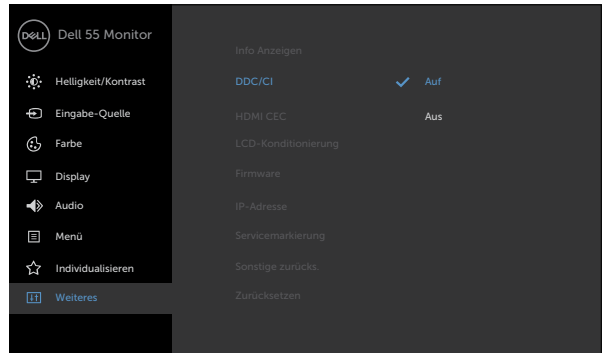 DELL Dell 55 Monitor
Helligkeit/Kontrast
Eingabe-Quelle
Farbe
Display
Audio
Menü
Individualisieren
Weiteres
Info Anzeigen
DDC/CI Auf
HDMI CEC Aus
LCD-Konditionierung
Firmware
IP-Adresse
Servicemarkierung
Sonstige zurücks.
Zurücksetzen